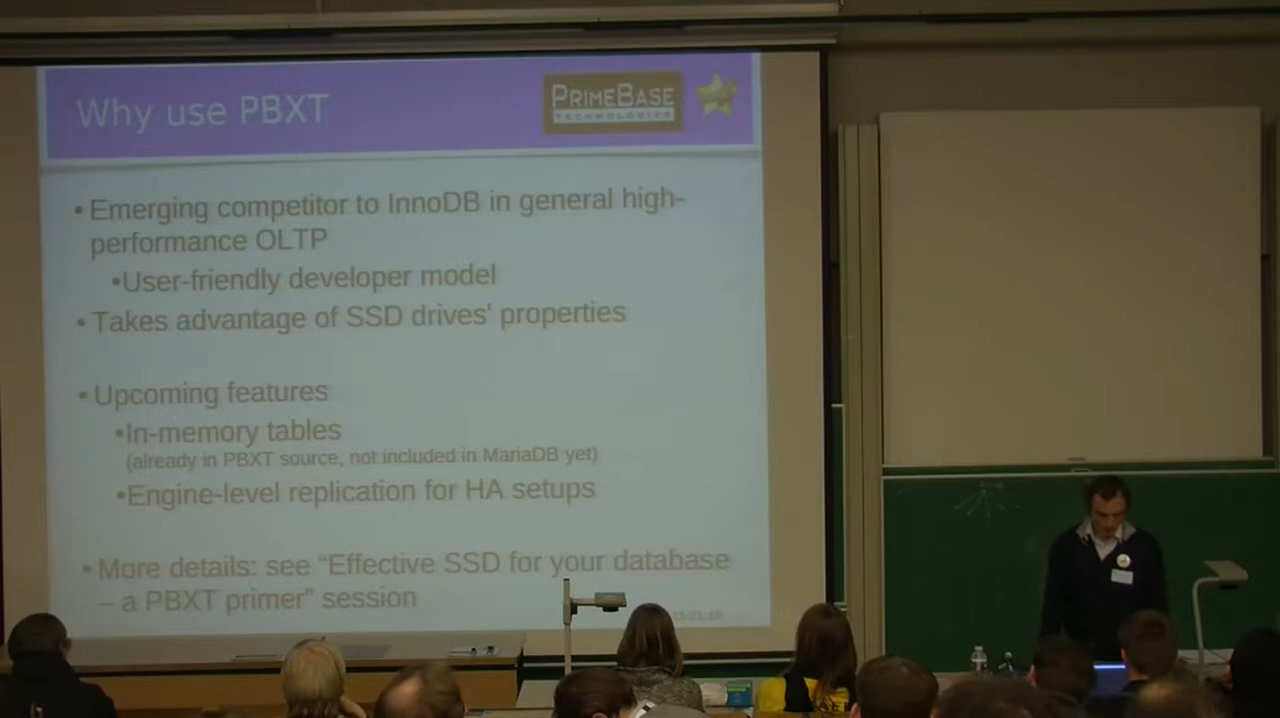 Why use PBXT
PRIMEBASE
TECHNOLOGIES
• Emerging competitor to InnoDB in general high-
performance OLTP
•User-friendly developer model
• Takes advantage of SSD drives' properties
• Upcoming features
•In-memory tables
(already in PBXT source, not included in MariaDB yet)
•Engine-level replication for HA setups
• More details: see “Effective SSD for your database
– a PBXT primer” session